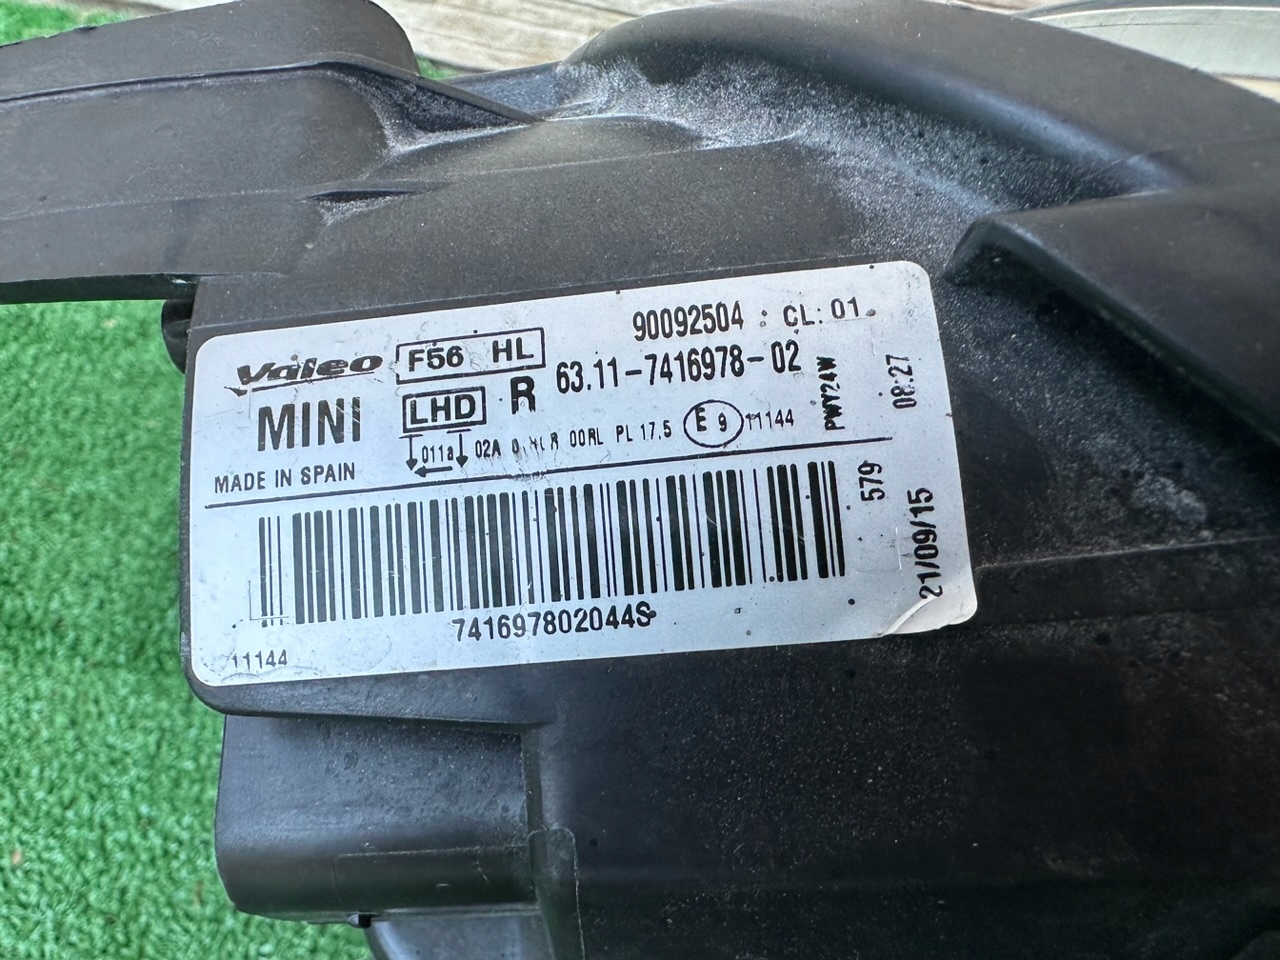 Valeo F56 HL 90092504 : CL: 01
MINI LHD R 63.11-7416978-02
MADE IN SPAIN 011a 02A 00RL PL 17.5 E 9 11144
PWY24W
08:27
579
21/09/15
741697802044S
11144